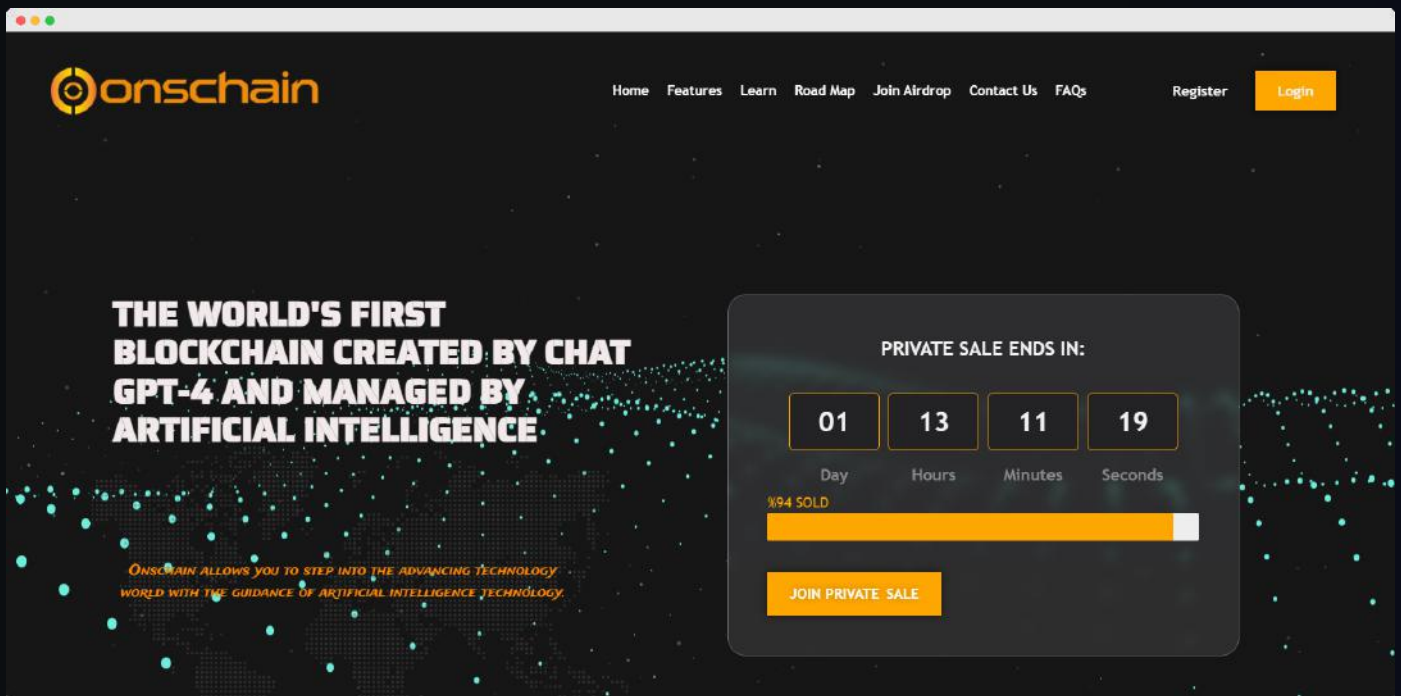 onschain
Home Features Learn Road Map Join Airdrop Contact Us FAQs Register Login
THE WORLD'S FIRST
BLOCKCHAIN CREATED BY CHAT
GPT-4 AND MANAGED BY
ARTIFICIAL INTELLIGENCE
ONSCHAIN ALLOWS YOU TO STEP INTO THE ADVANCING TECHNOLOGY
WORLD WITH THE GUIDANCE OF ARTIFICIAL INTELLIGENCE TECHNOLOGY.
PRIVATE SALE ENDS IN:
01 13 11 19
Day Hours Minutes Seconds
%94 SOLD
JOIN PRIVATE SALE